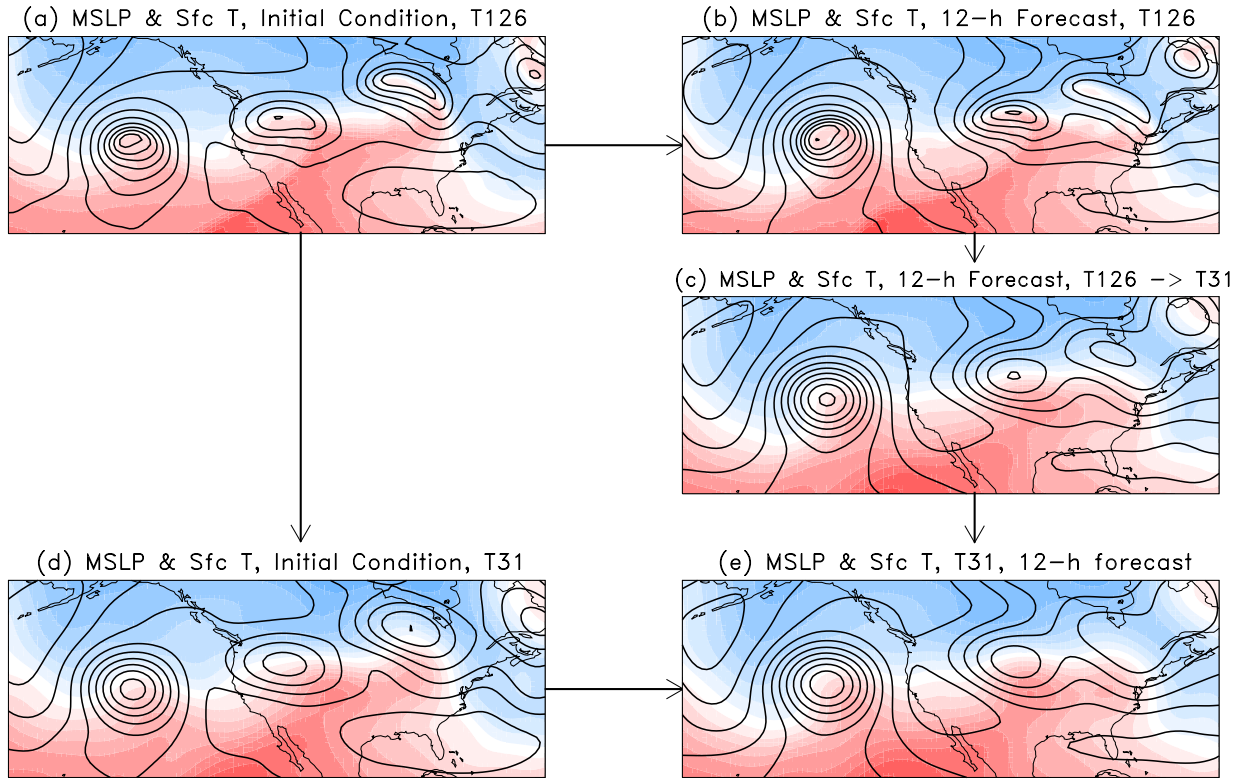 (a) MSLP & Sfc T, Initial Condition, T126
(b) MSLP & Sfc T, 12-h Forecast, T126
(c) MSLP & Sfc T, 12-h Forecast, T126 -> T31
(d) MSLP & Sfc T, Initial Condition, T31
(e) MSLP & Sfc T, T31, 12-h forecast